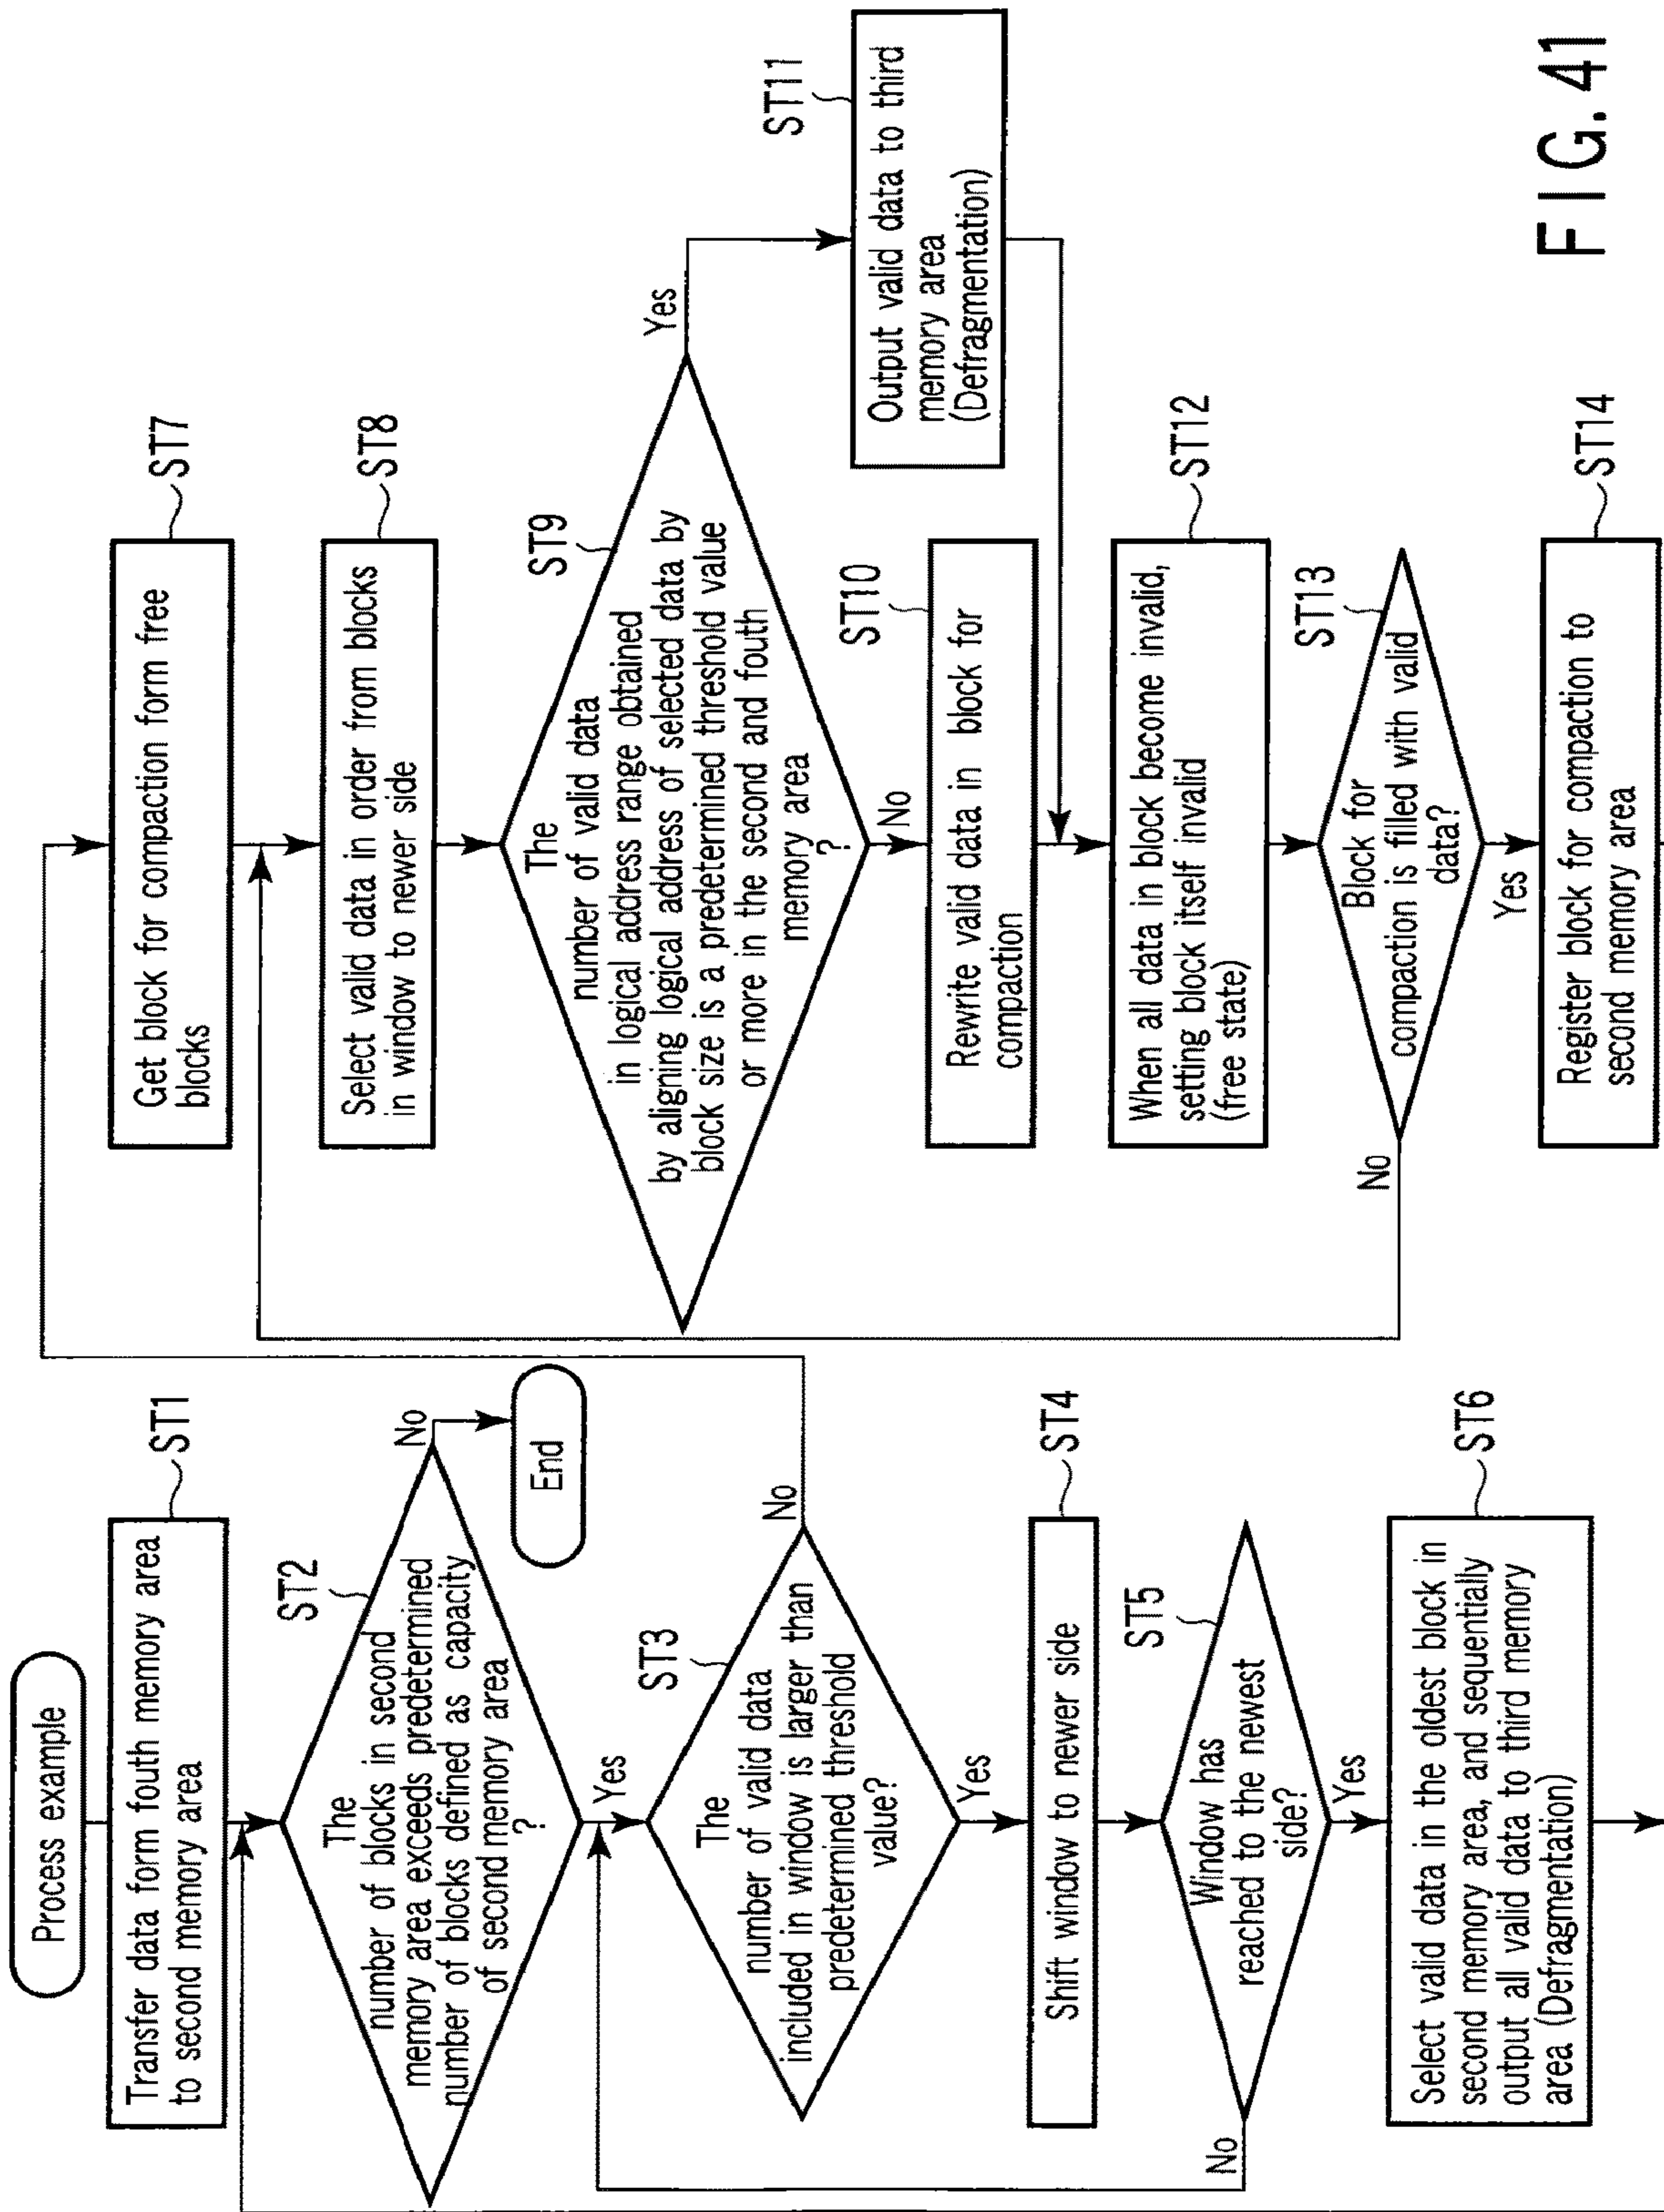 Process example
Transfer data form fouth memory area
to second memory area
ST1
ST2
The
number of blocks in second
memory area exceeds predetermined
number of blocks defined as capacity
of second memory area
?
No
End
Yes
ST3
The
number of valid data
included in window is larger than
predetermined threshold
value?
No
Yes
Shift window to newer side
ST4
ST5
Window has
reached to the newest
side?
No
Yes
Select valid data in the oldest block in
second memory area, and sequentially
output all valid data to third memory
area (Defragmentation)
ST6
Get block for compaction form free
blocks
ST7
Select valid data in order from blocks
in window to newer side
ST8
ST9
The
number of valid data
in logical address range obtained
by aligning logical address of selected data by
block size is a predetermined threshold value
or more in the second and fouth
memory area
?
Yes
No
ST10
Rewrite valid data in block for
compaction
ST11
Output valid data to third
memory area
(Defragmentation)
When all data in block become invalid,
setting block itself invalid
(free state)
ST12
ST13
Block for
compaction is filled with valid
data?
No
Yes
Register block for compaction to
second memory area
ST14
FIG. 41